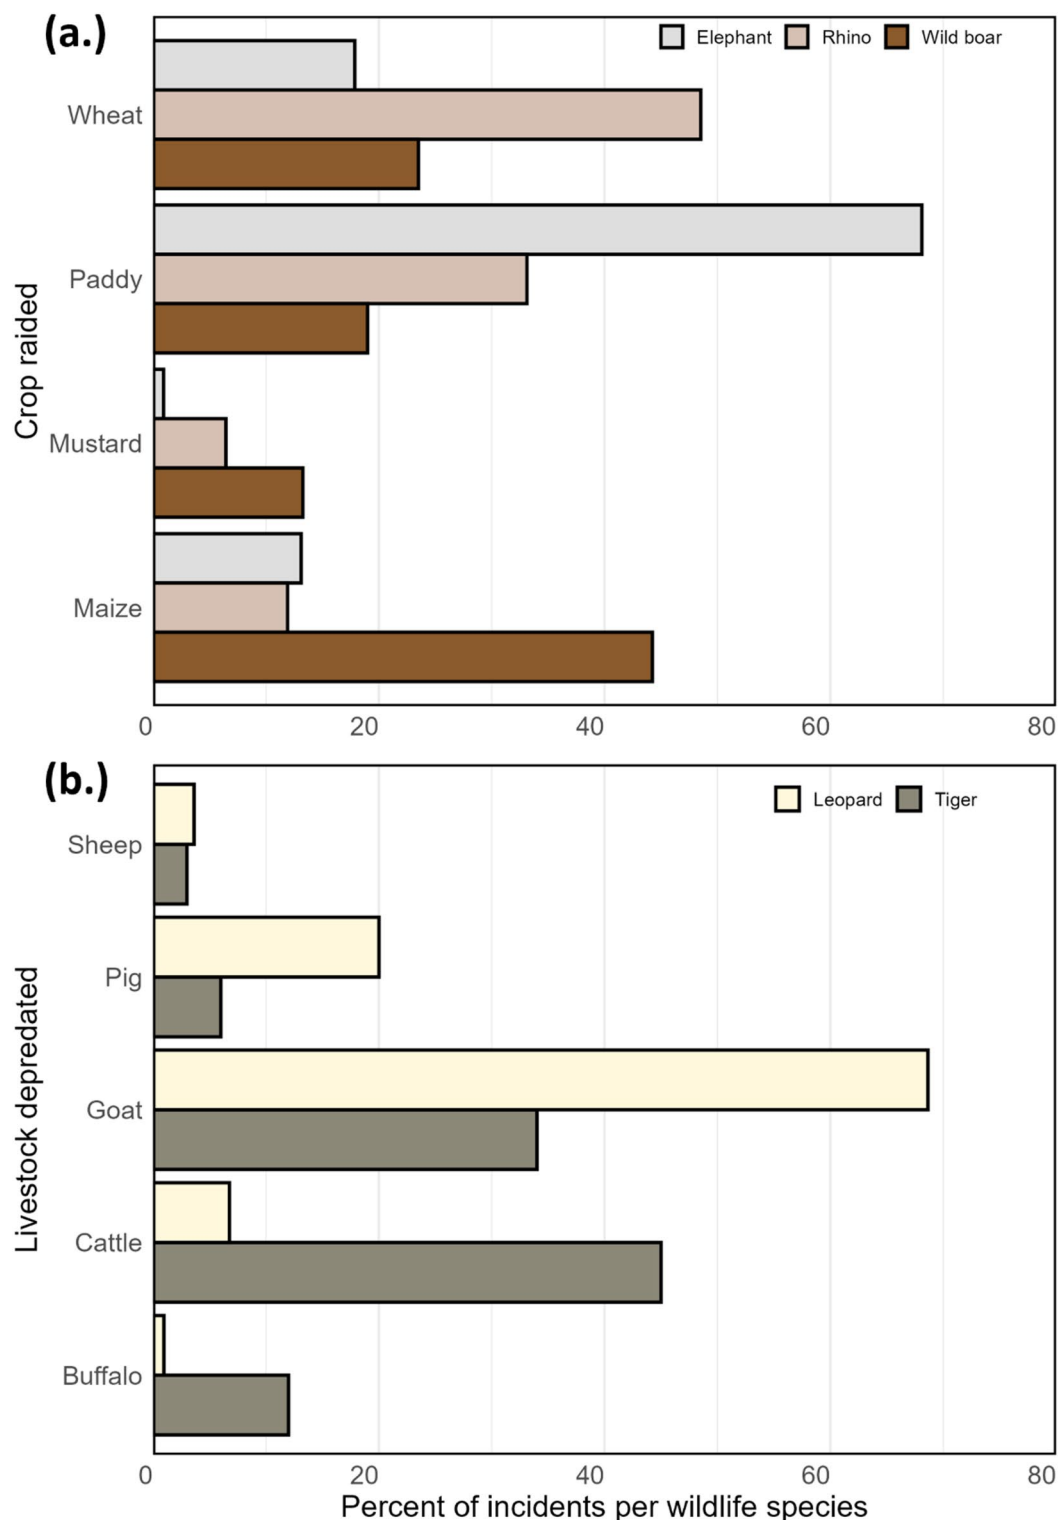 (a.)
Elephant Rhino Wild boar
Wheat
Paddy
Mustard
Maize
Crop raided
0 20 40 60 80
(b.)
Leopard Tiger
Sheep
Pig
Goat
Cattle
Buffalo
Livestock depredated
0 20 40 60 80
Percent of incidents per wildlife species